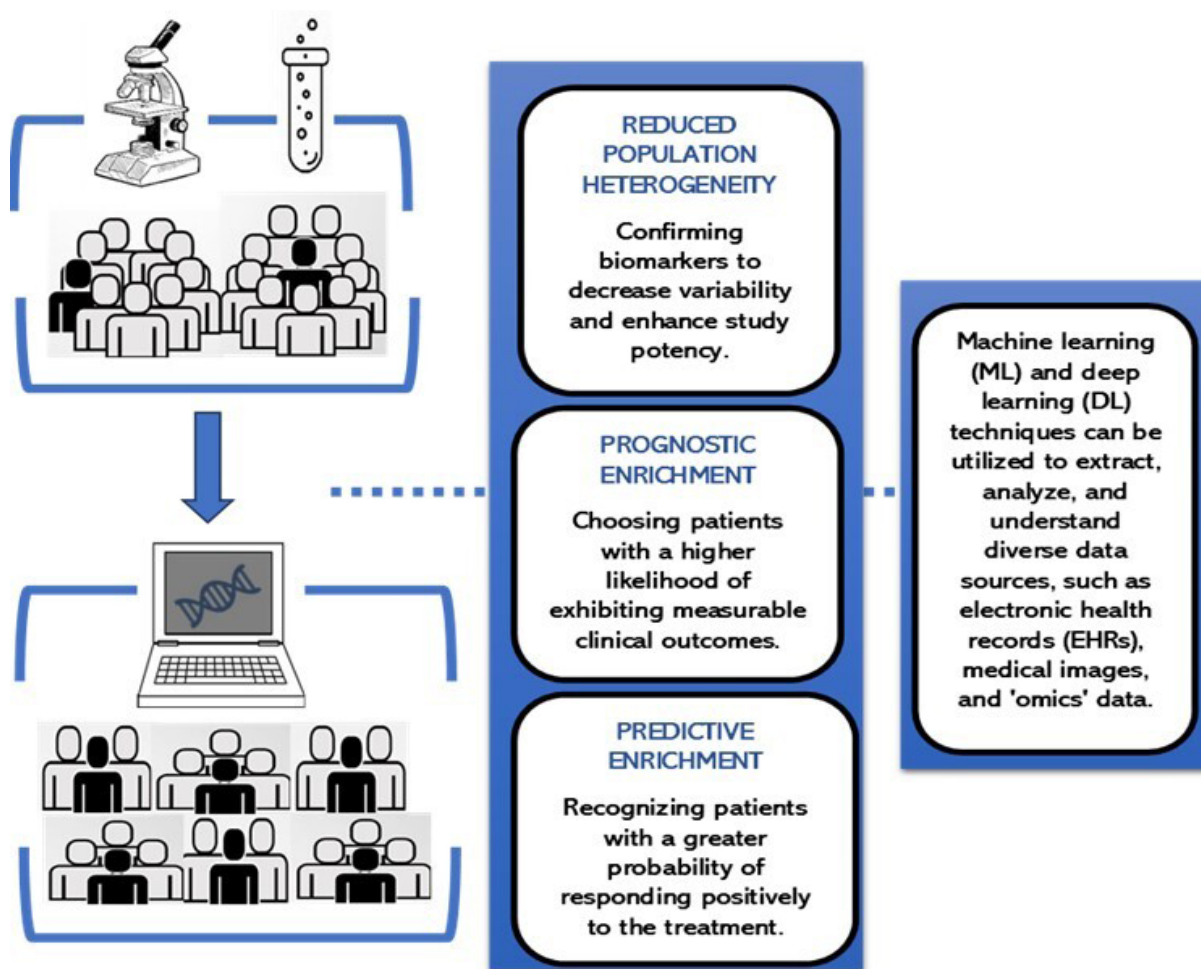 REDUCED
POPULATION
HETEROGENEITY
Confirming
biomarkers to
decrease variability
and enhance study
potency.
PROGNOSTIC
ENRICHMENT
Choosing patients
with a higher
likelihood of
exhibiting measurable
clinical outcomes.
PREDICTIVE
ENRICHMENT
Recognizing patients
with a greater
probability of
responding positively
to the treatment.
Machine learning
(ML) and deep
learning (DL)
techniques can be
utilized to extract,
analyze, and
understand
diverse data
sources, such as
electronic health
records (EHRs),
medical images,
and 'omics' data.